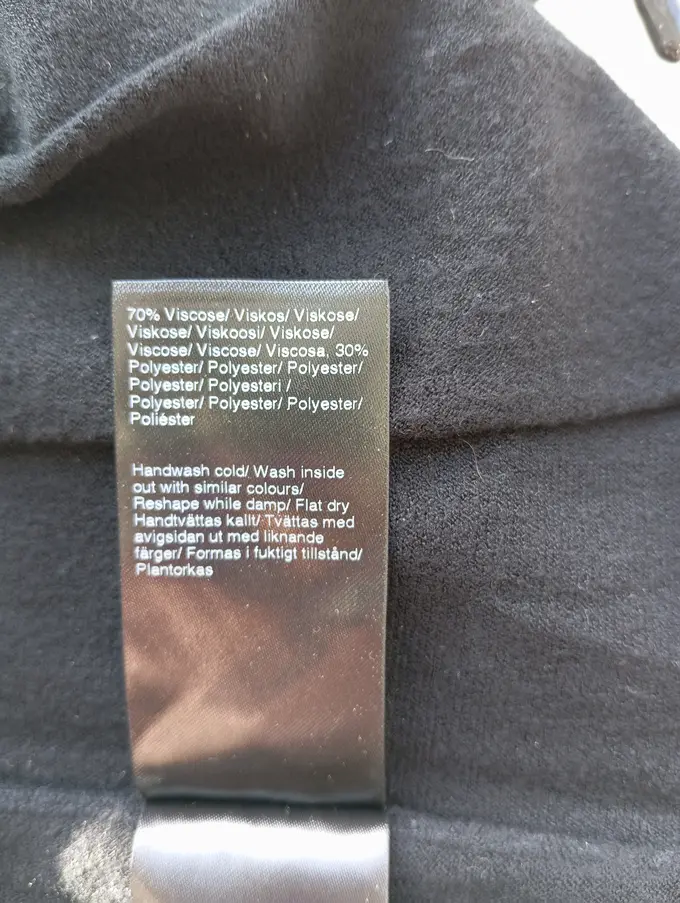 70% Viscose/ Viskos/ Viskose/
Viskose/ Viskoosi/ Viskose/
Viscose/ Viscose/ Viscosa, 30%
Polyester/ Polyester/ Polyester/
Polyester/ Polyesteri /
Polyester/ Polyester/ Polyester/
Poliéster
Handwash cold/ Wash inside
out with similar colours/
Reshape while damp/ Flat dry
Handtvättas kallt/ Tvättas med
avigsidan ut med liknande
färger/ Formas i fuktigt tillstånd/
Plantorkas